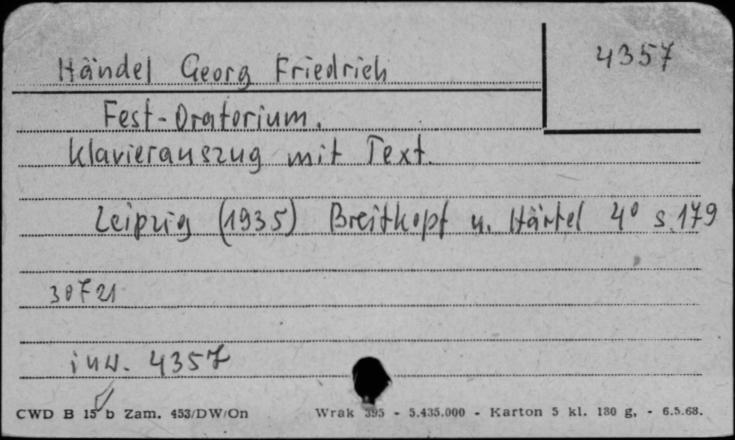 4357
Händel Georg Friedrich
Fest-Oratorium.
Klavierauszug mit Text.
Leipzig (1935) Breitkopf u. Härtel 4° s. 179
30721
inw. 4357
CWD B 15 b Zam. 453/DW/On Wrak 395 - 5.435.000 - Karton 5 kl. 180 g. - 6.5.68.